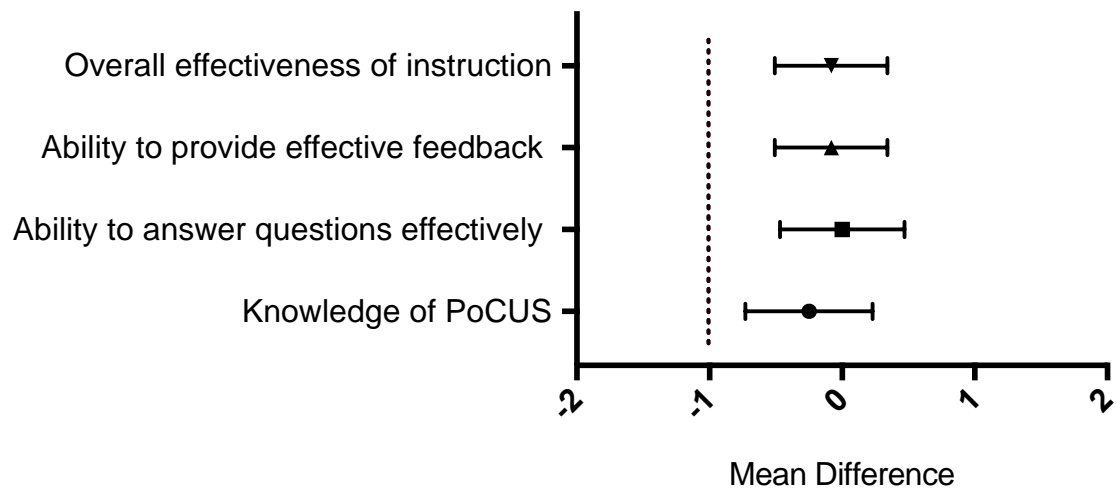 Overall effectiveness of instruction
Ability to provide effective feedback
Ability to answer questions effectively
Knowledge of PoCUS
-2
-1
0
1
2
Mean Difference